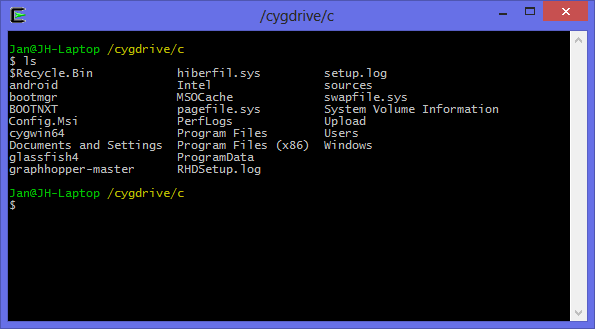 /cygdrive/c
Jan@JH-Laptop /cygdrive/c
$ ls
$Recycle.Bin hiberfil.sys setup.log
android Intel sources
bootmgr MSOCache swapfile.sys
BOOTNXT pagefile.sys System Volume Information
Config.Msi PerfLogs Upload
cygwin64 Program Files Users
Documents and Settings Program Files (x86) Windows
glassfish4 ProgramData
graphhopper-master RHDSetup.log
Jan@JH-Laptop /cygdrive/c
$